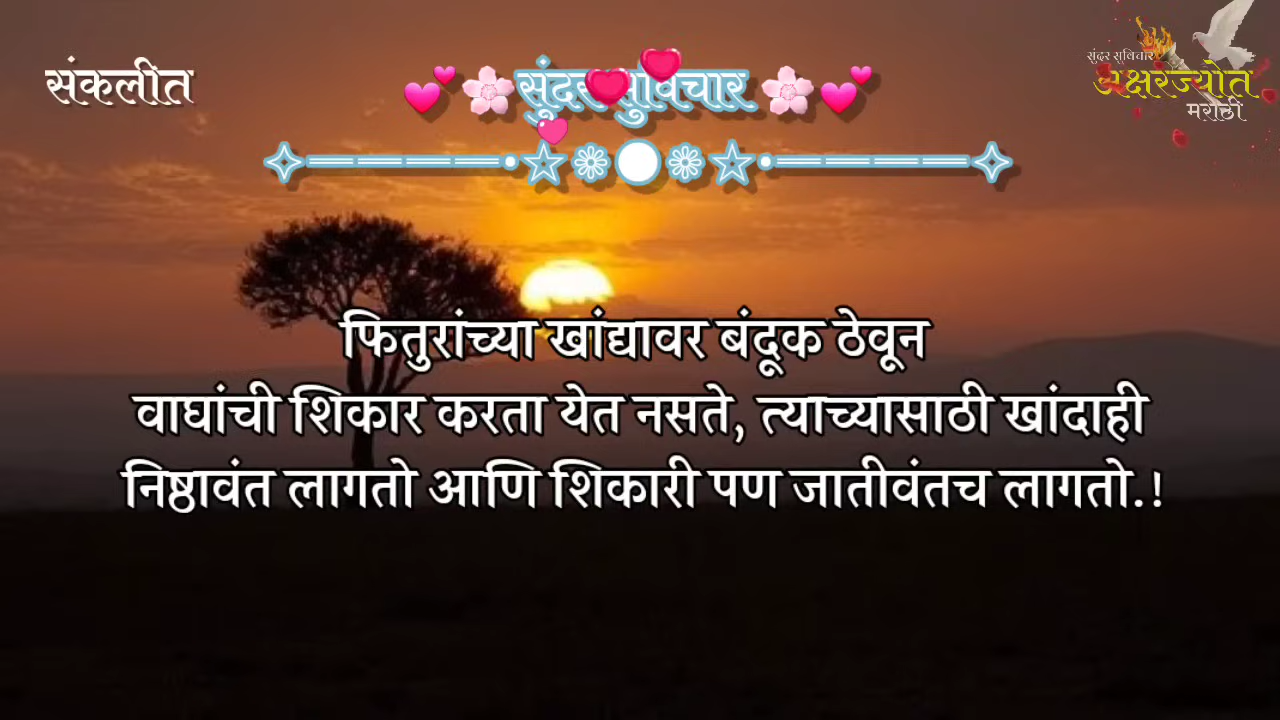 संकलीत
सुंदर सुविचार
सुंदर सुविचार
अक्षरज्योत
मराठी
फितुरांच्या खांद्यावर बंदूक ठेवून
वाघांची शिकार करता येत नसते, त्याच्यासाठी खांदाही
निष्ठावंत लागतो आणि शिकारी पण जातीवंतच लागतो.!